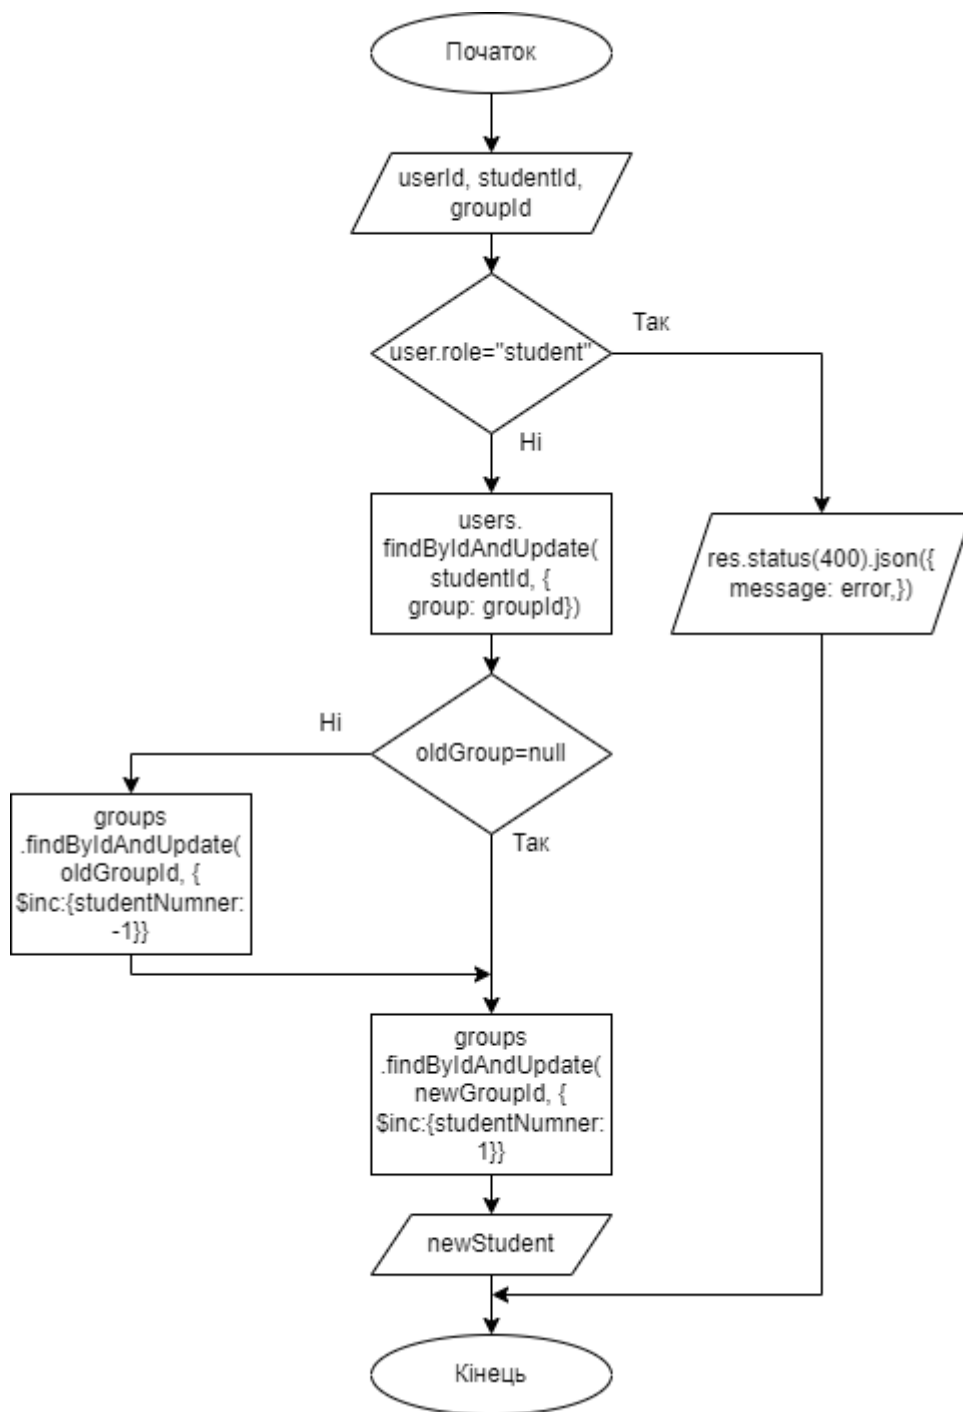 Початок
userId, studentId,
groupId
user.role="student"
Так
Ні
users.
findByIdAndUpdate(
studentId, {
group: groupId})
res.status(400).json({
message: error,})
Ні
oldGroup=null
Так
groups
.findByIdAndUpdate(
oldGroupId, {
$inc:{studentNumner:
-1}}
groups
.findByIdAndUpdate(
newGroupId, {
$inc:{studentNumner:
1}}
newStudent
Кінець